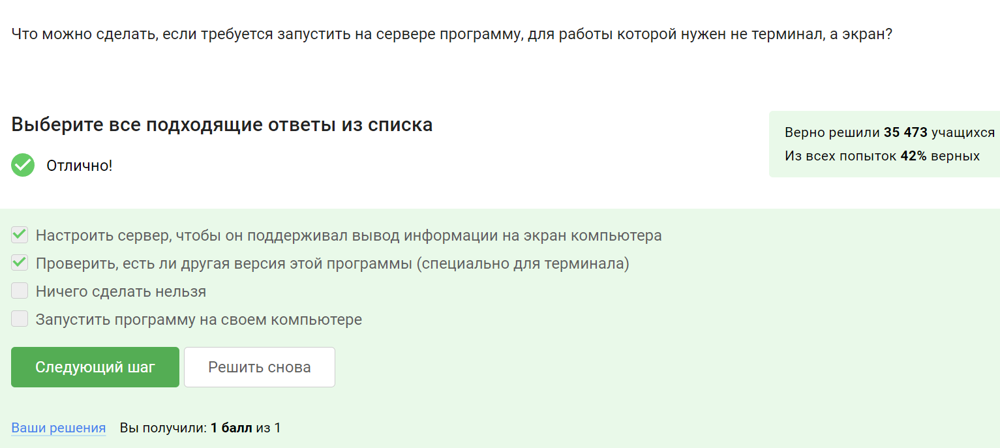 Что можно сделать, если требуется запустить на сервере программу, для работы которой нужен не терминал, а экран?
Выберите все подходящие ответы из списка
Верно решили 35 473 учащихся
Из всех попыток 42% верных
Отлично!
Настроить сервер, чтобы он поддерживал вывод информации на экран компьютера
Проверить, есть ли другая версия этой программы (специально для терминала)
Ничего сделать нельзя
Запустить программу на своем компьютере
Следующий шаг
Решить снова
Ваши решения Вы получили: 1 балл из 1